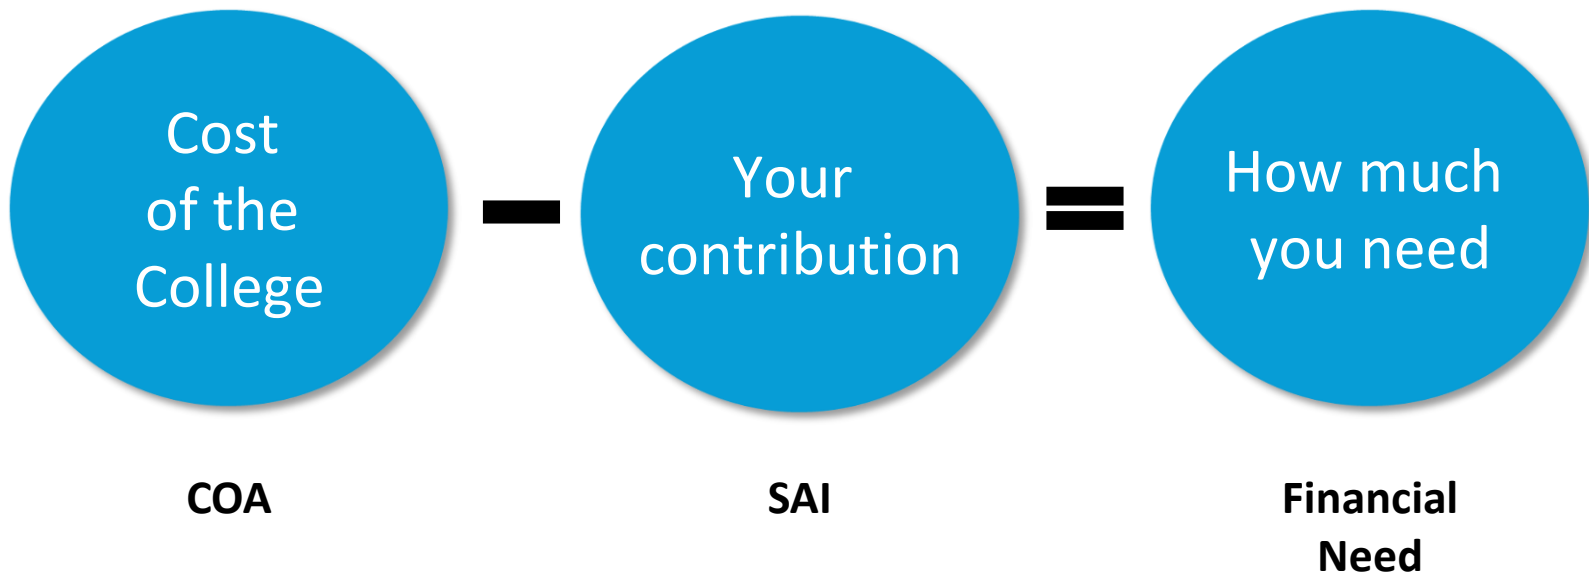 Cost
of the
College
Your
contribution
How much
you need
COA
SAI
Financial
Need